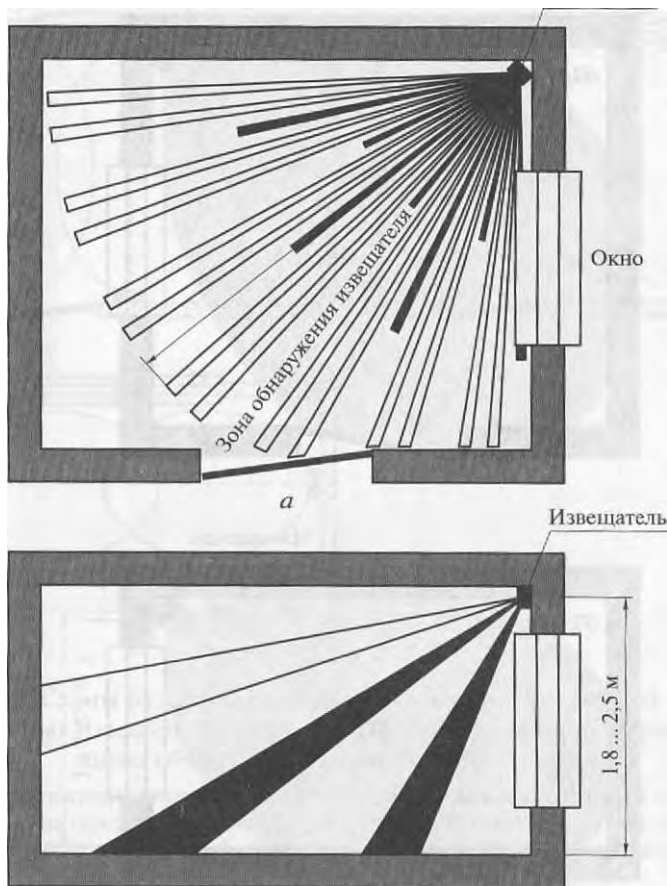 Окно
Зона обнаружения извещателя
а
Извещатель
1,8 ... 2,5 м